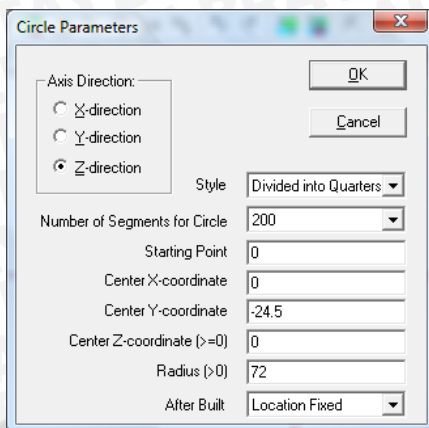 Circle Parameters
Axis Direction:
X-direction
Y-direction
Z-direction
OK
Cancel
Style Divided into Quarters
Number of Segments for Circle 200
Starting Point 0
Center X-coordinate 0
Center Y-coordinate -24.5
Center Z-coordinate (>=0) 0
Radius (>0) 72
After Built Location Fixed